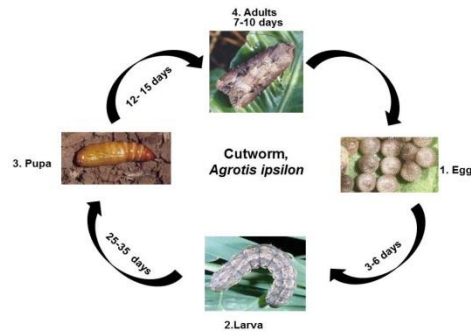 4. Adults
7-10 days
12- 15 days
3. Pupa
Cutworm,
Agrotis ipsilon
1. Egg
25-35 days
3-6 days
2.Larva